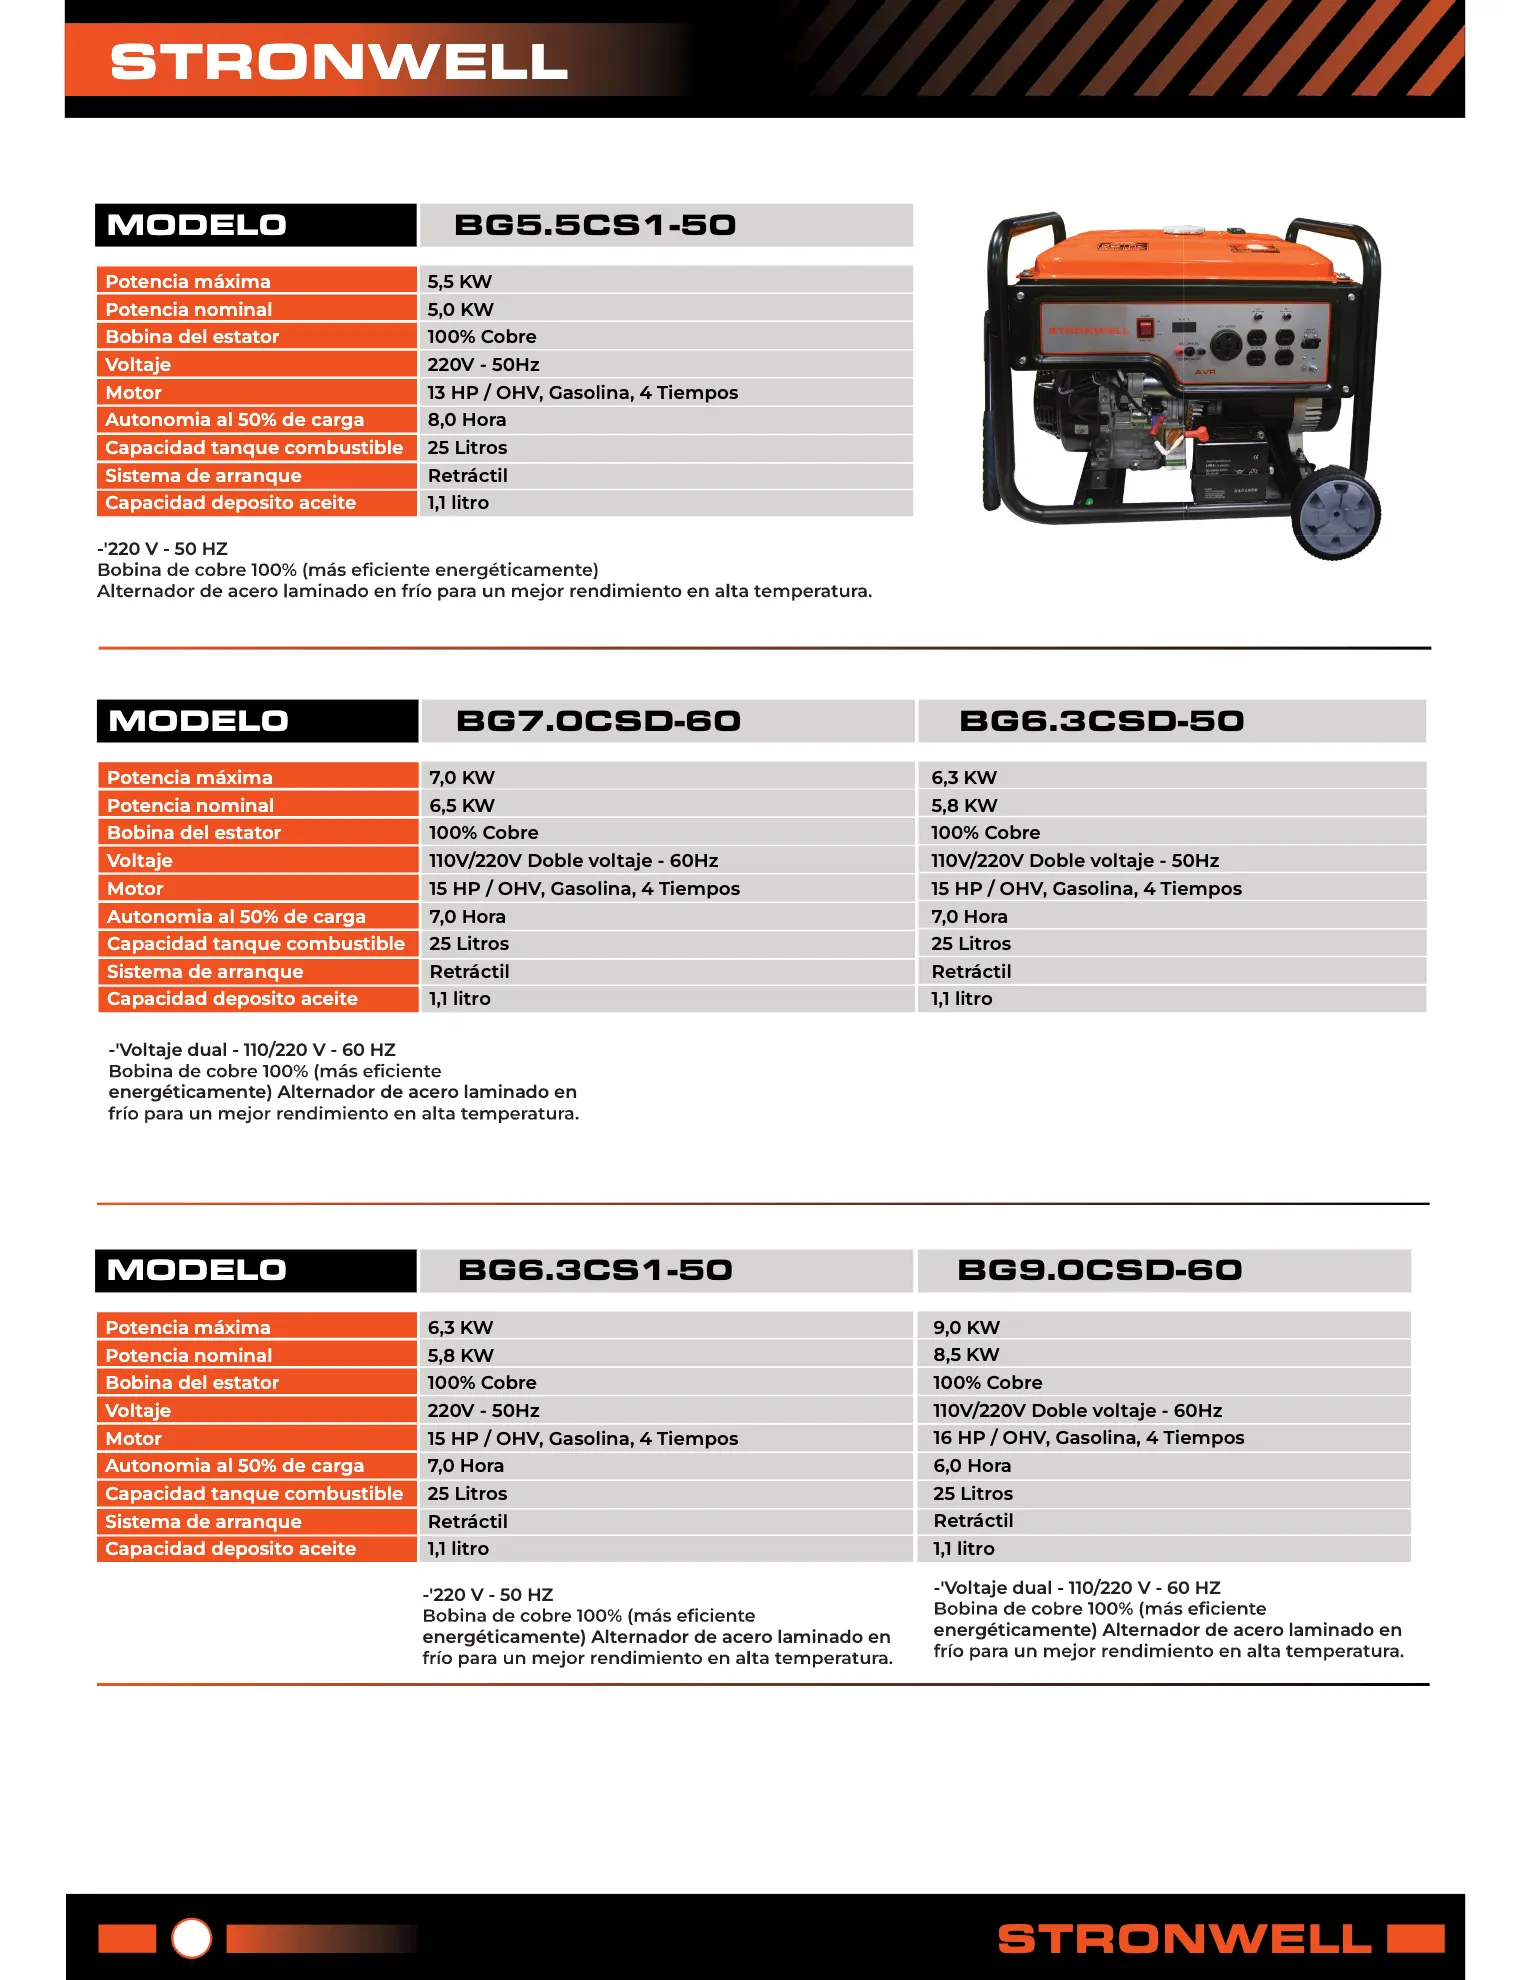 STRONWELL
MODELO BG5.5CS1-50
Potencia máxima 5,5 KW
Potencia nominal 5,0 KW
Bobina del estator 100% Cobre
Voltaje 220V - 50Hz
Motor 13 HP / OHV, Gasolina, 4 Tiempos
Autonomia al 50% de carga 8,0 Hora
Capacidad tanque combustible 25 Litros
Sistema de arranque Retráctil
Capacidad deposito aceite 1,1 litro
STRONWELL
AVR
-'220 V - 50 HZ
Bobina de cobre 100% (más eficiente energéticamente)
Alternador de acero laminado en frío para un mejor rendimiento en alta temperatura.
MODELO BG7.0CSD-60 BG6.3CSD-50
Potencia máxima 7,0 KW 6,3 KW
Potencia nominal 6,5 KW 5,8 KW
Bobina del estator 100% Cobre 100% Cobre
Voltaje 110V/220V Doble voltaje - 60Hz 110V/220V Doble voltaje - 50Hz
Motor 15 HP / OHV, Gasolina, 4 Tiempos 15 HP / OHV, Gasolina, 4 Tiempos
Autonomia al 50% de carga 7,0 Hora 7,0 Hora
Capacidad tanque combustible 25 Litros 25 Litros
Sistema de arranque Retráctil Retráctil
Capacidad deposito aceite 1,1 litro 1,1 litro
-'Voltaje dual - 110/220 V - 60 HZ
Bobina de cobre 100% (más eficiente
energéticamente) Alternador de acero laminado en
frío para un mejor rendimiento en alta temperatura.
MODELO BG6.3CS1-50 BG9.0CSD-60
Potencia máxima 6,3 KW 9,0 KW
Potencia nominal 5,8 KW 8,5 KW
Bobina del estator 100% Cobre 100% Cobre
Voltaje 220V - 50Hz 110V/220V Doble voltaje - 60Hz
Motor 15 HP / OHV, Gasolina, 4 Tiempos 16 HP / OHV, Gasolina, 4 Tiempos
Autonomia al 50% de carga 7,0 Hora 6,0 Hora
Capacidad tanque combustible 25 Litros 25 Litros
Sistema de arranque Retráctil Retráctil
Capacidad deposito aceite 1,1 litro 1,1 litro
-'220 V - 50 HZ
Bobina de cobre 100% (más eficiente
energéticamente) Alternador de acero laminado en
frío para un mejor rendimiento en alta temperatura.
-'Voltaje dual - 110/220 V - 60 HZ
Bobina de cobre 100% (más eficiente
energéticamente) Alternador de acero laminado en
frío para un mejor rendimiento en alta temperatura.
STRONWELL